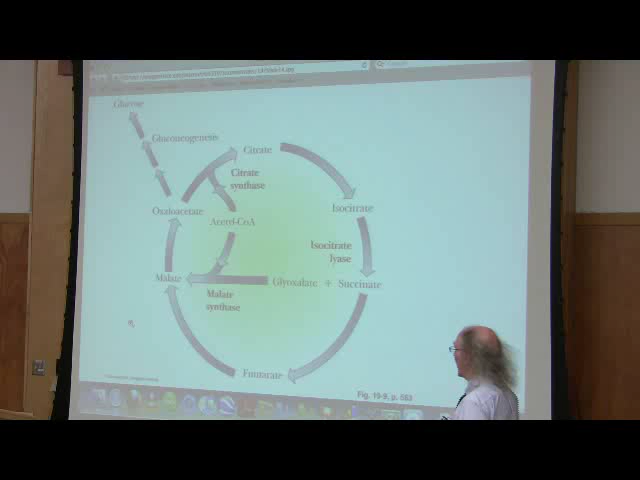 Glucose
Gluconeogenesis
Citrate
Citrate
synthase
Isocitrate
Oxaloacetate
Acetyl-CoA
Isocitrate
lyase
Malate
Glyoxalate + Succinate
Malate
synthase
Fumarate
Fig. 19-9, p. 553